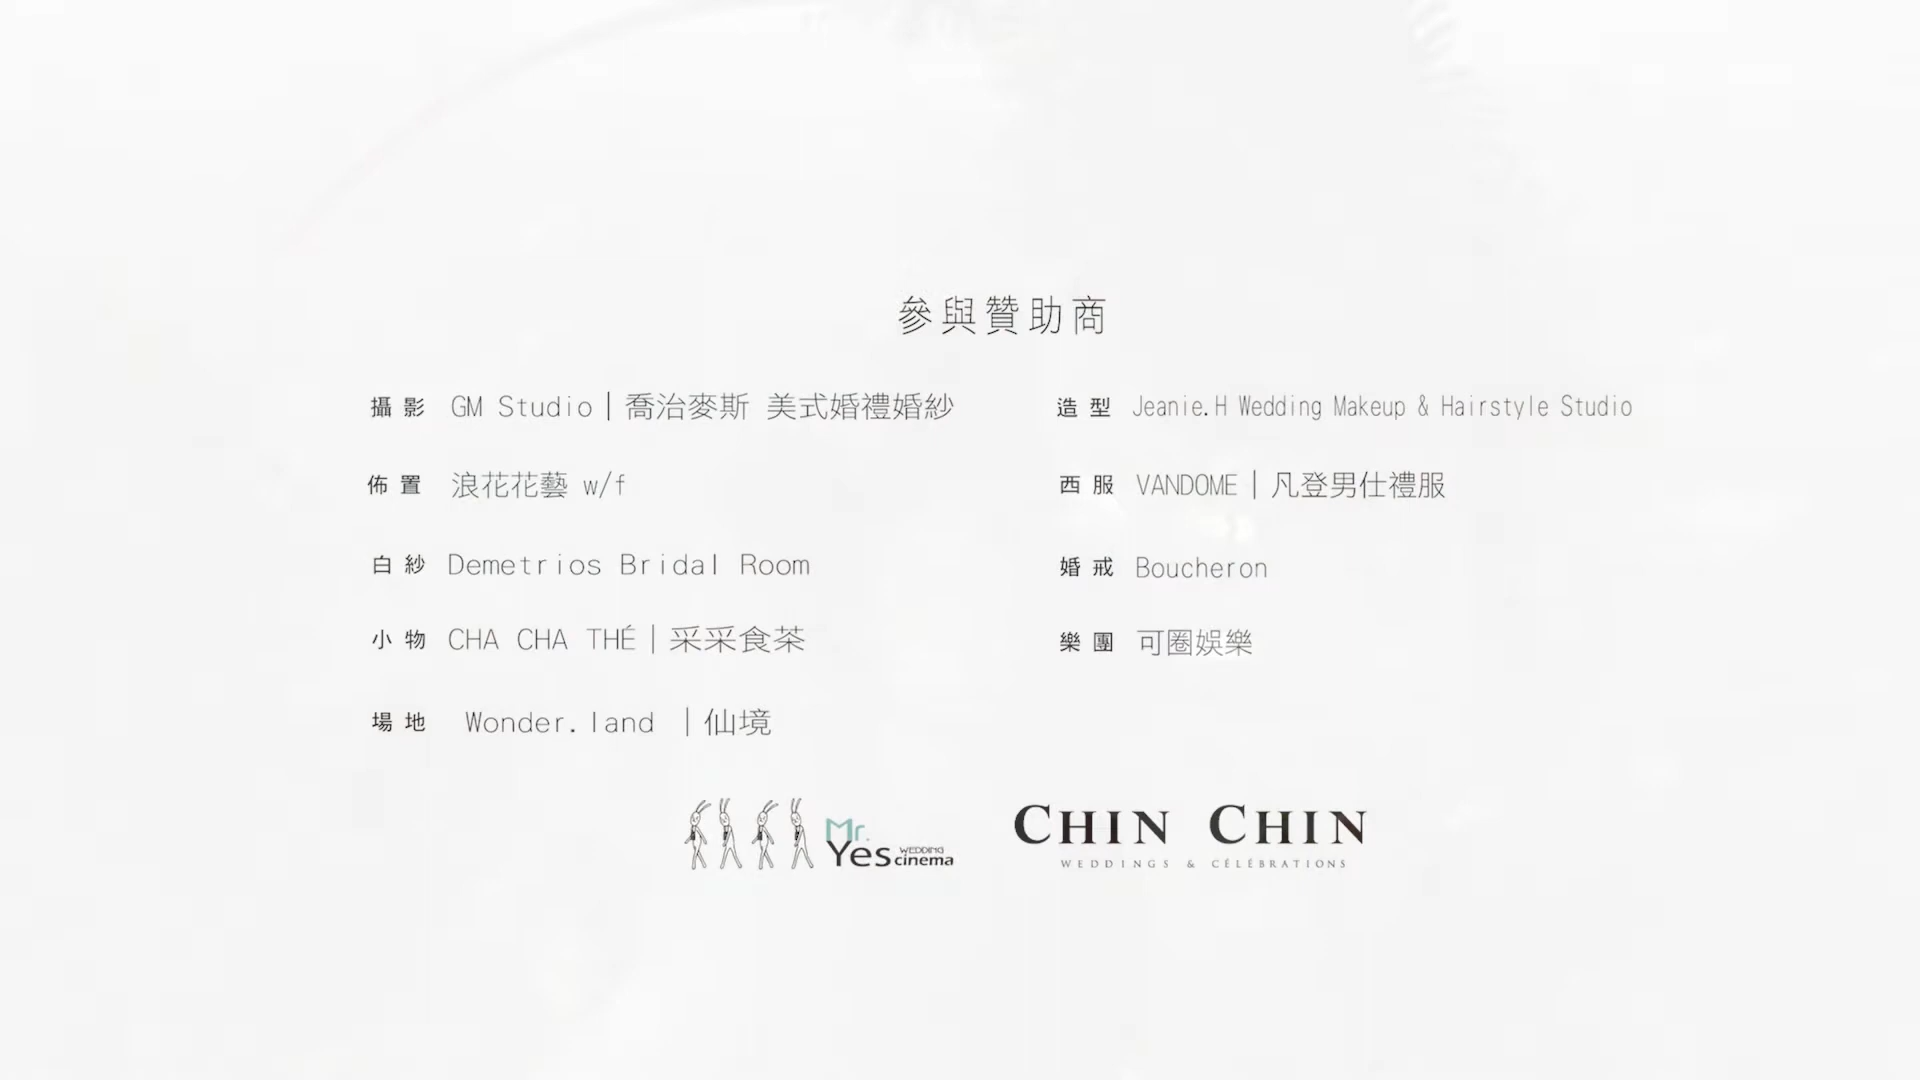 參與贊助商
攝影 GM Studio｜喬治麥斯 美式婚禮婚紗
造型 Jeanie.H Wedding Makeup & Hairstyle Studio
佈置 浪花花藝 w/f
西服 VANDOME｜凡登男仕禮服
白紗 Demetrios Bridal Room
婚戒 Boucheron
小物 CHA CHA THÉ｜采采食茶
樂團 可圈娛樂
場地 Wonder.land ｜仙境
Mr. Yes WEDDING cinema
CHIN CHIN
WEDDINGS & CÉLÉBRATIONS